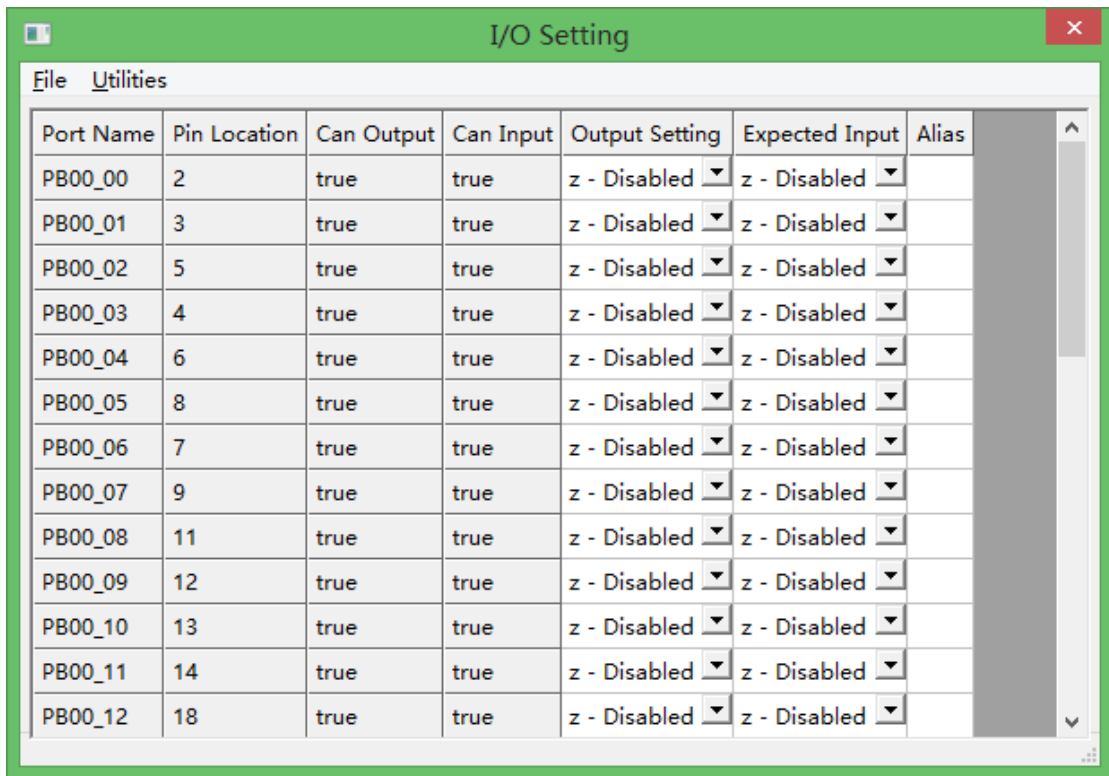 I/O Setting
File Utilities
Port Name Pin Location Can Output Can Input Output Setting Expected Input Alias
PB00_00 2 true true z - Disabled z - Disabled
PB00_01 3 true true z - Disabled z - Disabled
PB00_02 5 true true z - Disabled z - Disabled
PB00_03 4 true true z - Disabled z - Disabled
PB00_04 6 true true z - Disabled z - Disabled
PB00_05 8 true true z - Disabled z - Disabled
PB00_06 7 true true z - Disabled z - Disabled
PB00_07 9 true true z - Disabled z - Disabled
PB00_08 11 true true z - Disabled z - Disabled
PB00_09 12 true true z - Disabled z - Disabled
PB00_10 13 true true z - Disabled z - Disabled
PB00_11 14 true true z - Disabled z - Disabled
PB00_12 18 true true z - Disabled z - Disabled